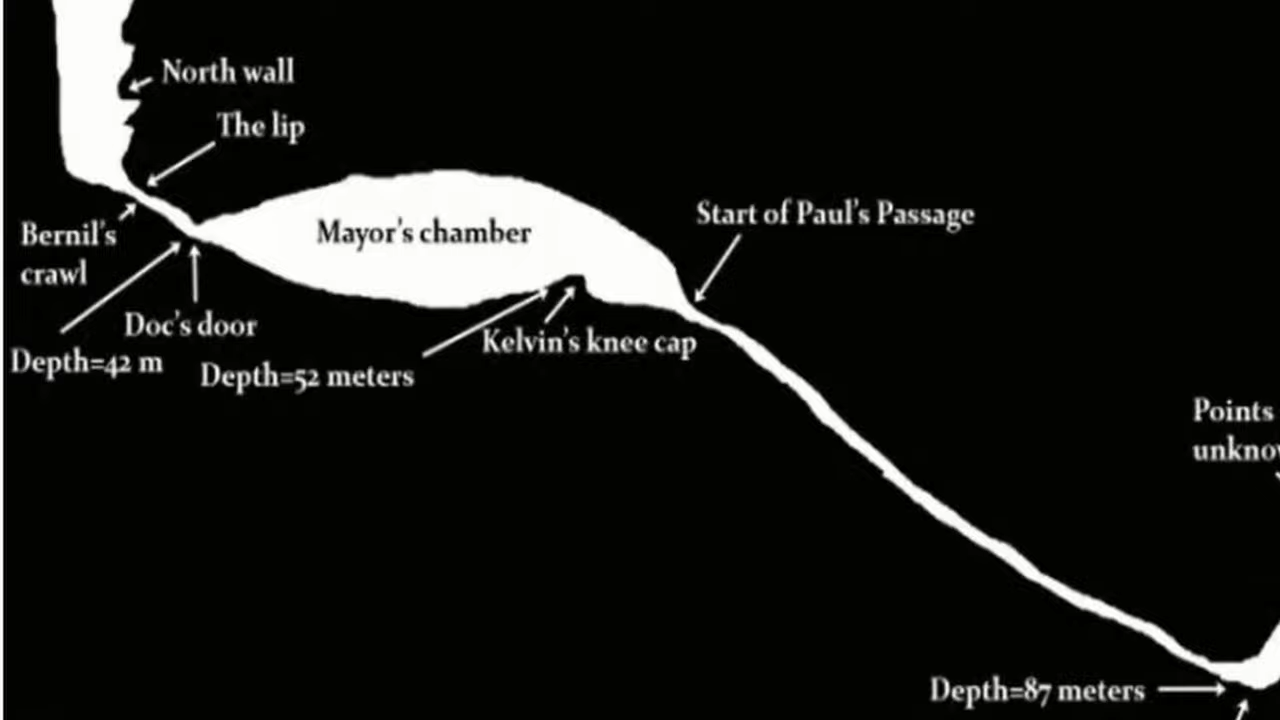 North wall
The lip
Start of Paul's Passage
Mayor's chamber
Bernil's
crawl
Doc's door
Kelvin's knee cap
Depth=42 m
Depth=52 meters
Points
Depth=87 meters